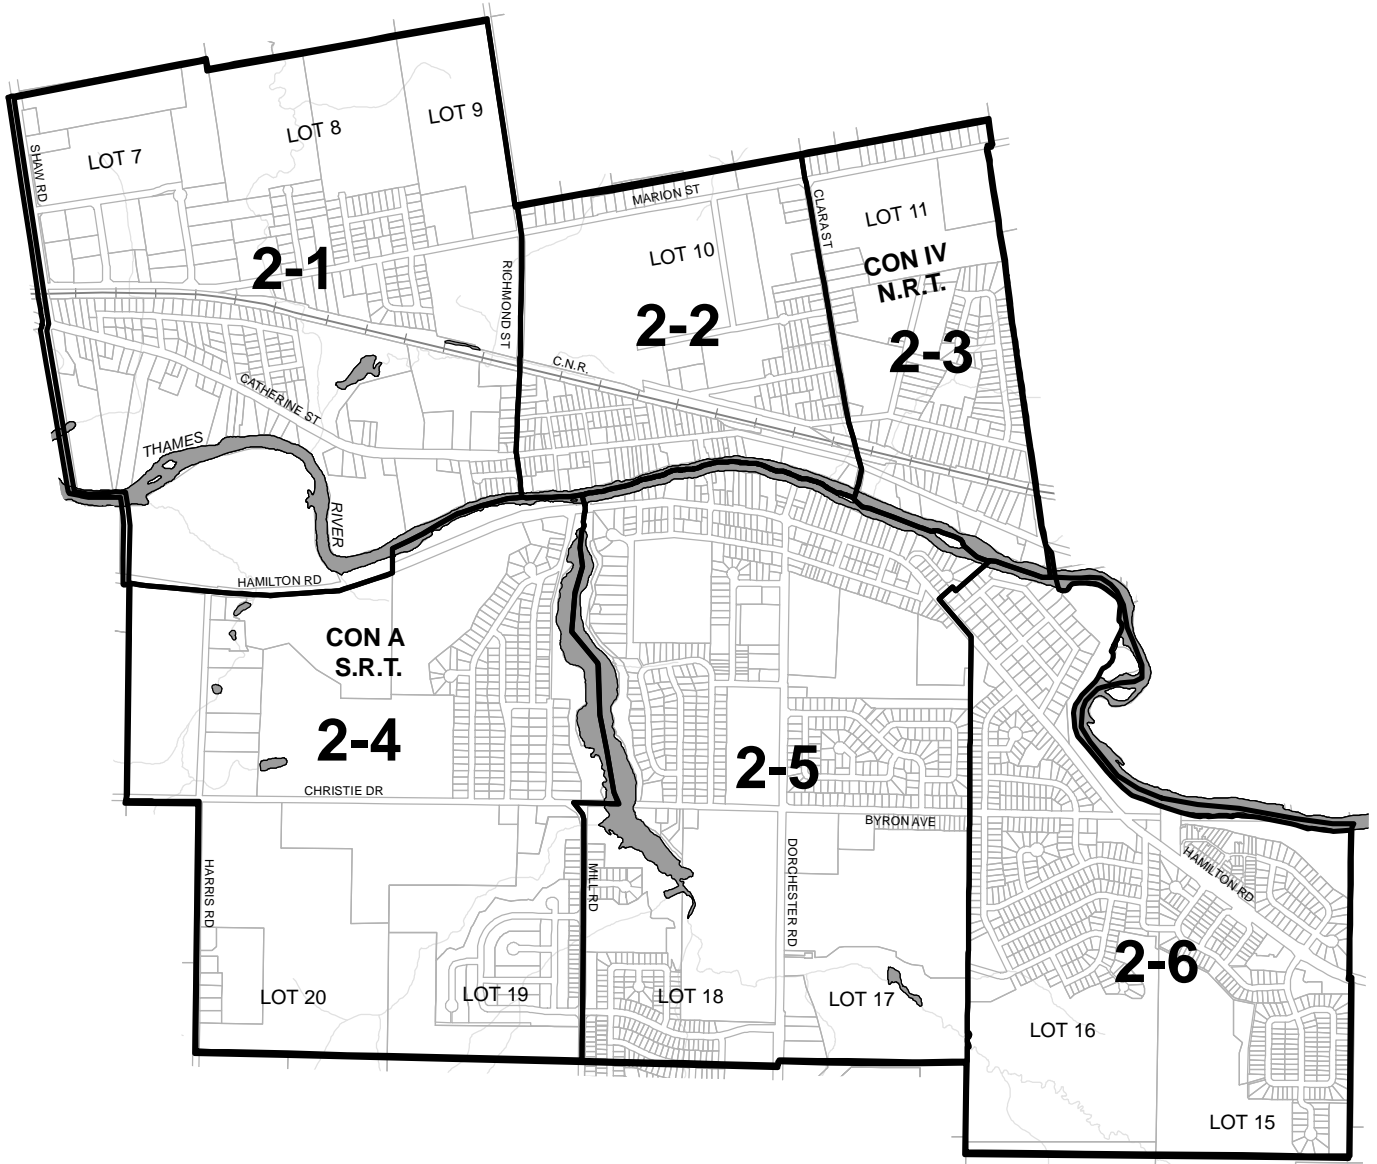 LOT 9
LOT 8
LOT 7
SHAW RD
MARION ST
CLARA ST
LOT 11
LOT 10
CON IV
N.R.T.
2-1
RICHMOND ST
2-2
2-3
C.N.R.
CATHERINE ST
THAMES
RIVER
HAMILTON RD
CON A
S.R.T.
2-4
2-5
CHRISTIE DR
BYRON AVE
HARRIS RD
MILL RD
DORCHESTER RD
HAMILTON RD
2-6
LOT 20
LOT 19
LOT 18
LOT 17
LOT 16
LOT 15